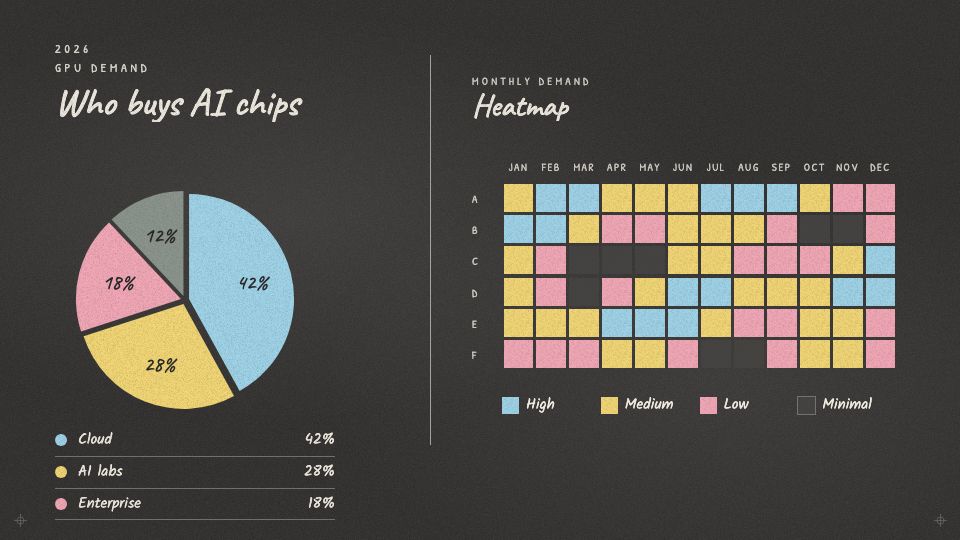 2026
GPU DEMAND
Who buys AI chips
12%
42%
18%
28%
Cloud 42%
AI labs 28%
Enterprise 18%
MONTHLY DEMAND
Heatmap
JAN FEB MAR APR MAY JUN JUL AUG SEP OCT NOV DEC
A
B
C
D
E
F
High Medium Low Minimal